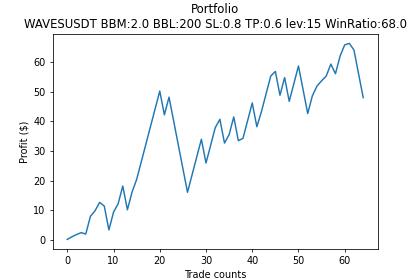 Portfolio
WAVESUSDT BBM:2.0 BBL:200 SL:0.8 TP:0.6 lev:15 WinRatio:68.0
60
50
40
30
20
10
0
Profit ($)
0 10 20 30 40 50 60
Trade counts